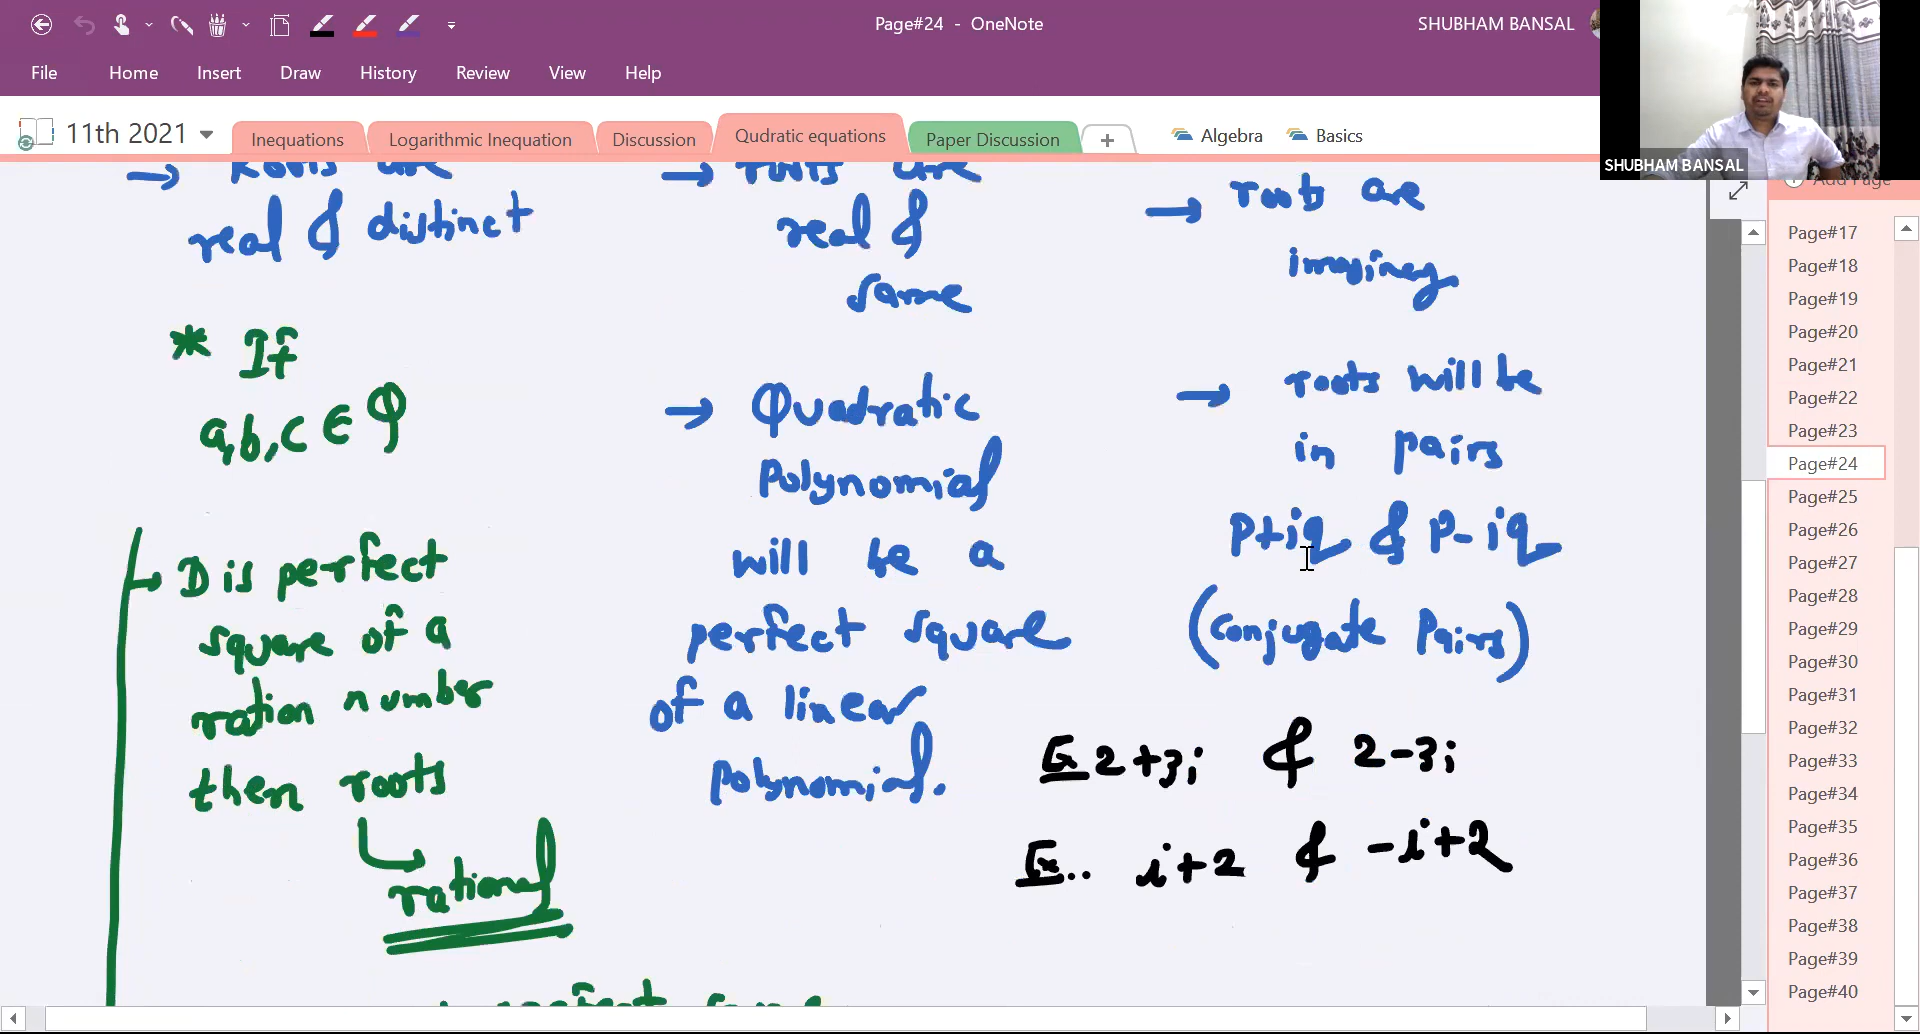 Page#24 - OneNote
SHUBHAM BANSAL
File Home Insert Draw History Review View Help
11th 2021
Inequations
Logarithmic Inequation
Discussion
Qudratic equations
Paper Discussion
+
Algebra
Basics
SHUBHAM BANSAL
Add Page
→ Roots are
real & distinct
* If
a,b,c ∈ Q
→ D is perfect
square of a
ration number
then roots
rational
→ roots are
real &
same
→ Quadratic
Polynomial
will be a
perfect square
of a linear
polynomial.
→ roots are
→ roots will be
in pairs
P+iq & P-iq
(Conjugate Pairs)
Ex 2+3i & 2-3i
Ex.. i+2 & -i+2
Page#17
Page#18
Page#19
Page#20
Page#21
Page#22
Page#23
Page#24
Page#25
Page#26
Page#27
Page#28
Page#29
Page#30
Page#31
Page#32
Page#33
Page#34
Page#35
Page#36
Page#37
Page#38
Page#39
Page#40